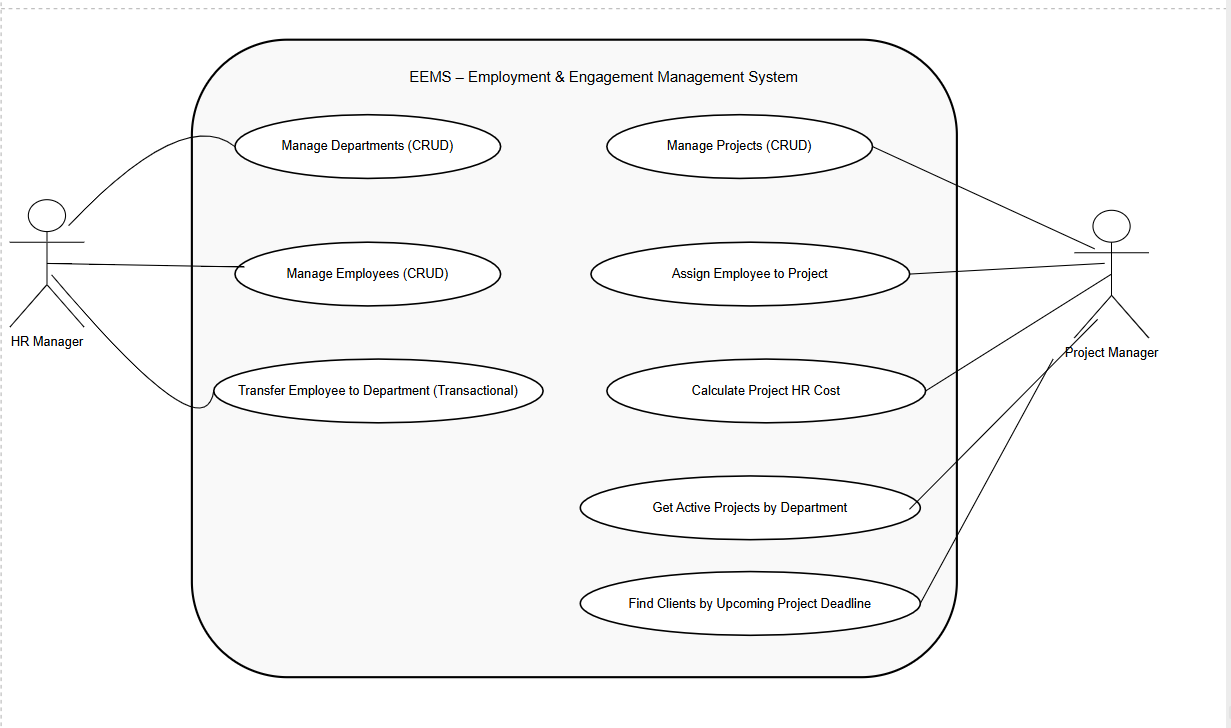 EEMS – Employment & Engagement Management System
Manage Departments (CRUD)
Manage Projects (CRUD)
Manage Employees (CRUD)
Assign Employee to Project
HR Manager
Project Manager
Transfer Employee to Department (Transactional)
Calculate Project HR Cost
Get Active Projects by Department
Find Clients by Upcoming Project Deadline